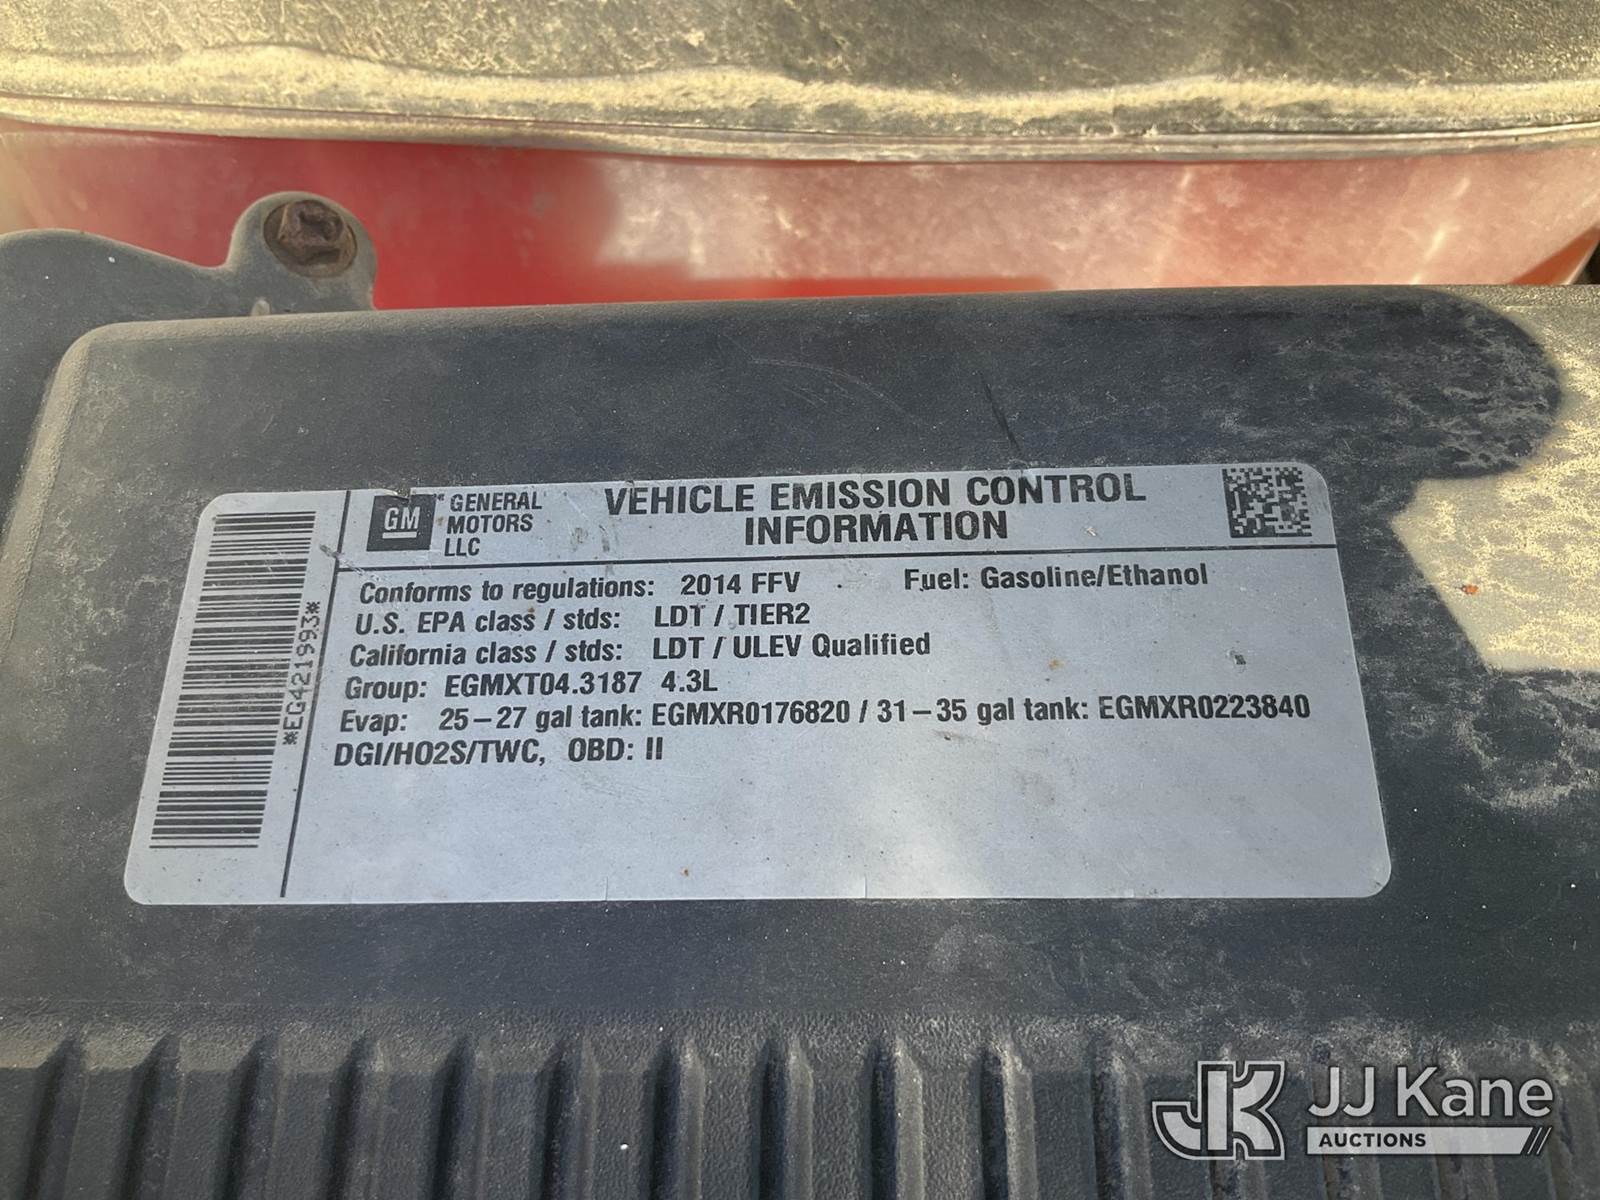 *EG421993*
GM
GENERAL
MOTORS
LLC
VEHICLE EMISSION CONTROL
INFORMATION
Conforms to regulations: 2014 FFV Fuel: Gasoline/Ethanol
U.S. EPA class / stds: LDT / TIER2
California class / stds: LDT / ULEV Qualified
Group: EGMXT04.3187 4.3L
Evap: 25-27 gal tank: EGMXR0176820 / 31-35 gal tank: EGMXR0223840
DGI/HO2S/TWC, OBD: II
JK
JJ Kane
AUCTIONS